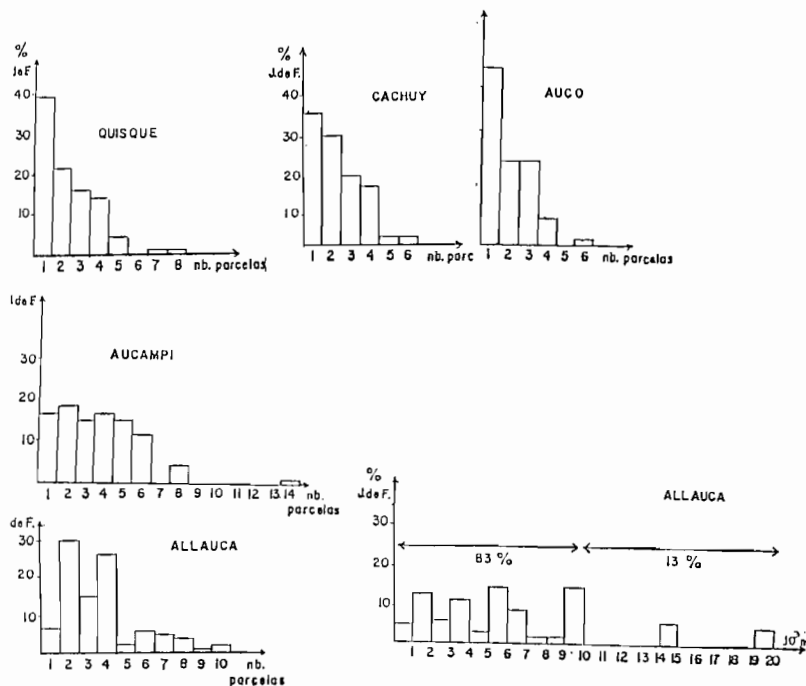 %
J.de F.
QUISQUE
40
30
20
10
1 2 3 4 5 6 7 8 nb. parcelas
%
J.de F.
CACHUY
40
30
20
10
1 2 3 4 5 6 nb. parc
AUCO
1 2 3 4 5 6 nb. parcelas
J.de F.
AUCAMPI
30
20
10
1 2 3 4 5 6 7 8 9 10 11 12 13 14 nb.
parcelas
de F.
ALLAUCA
30
20
10
1 2 3 4 5 6 7 8 9 10 nb.
parcelas
%
J.de F.
ALLAUCA
40
30
20
10
83 %
13 %
1 2 3 4 5 6 7 8 9 10 11 12 13 14 15 16 17 18 19 20